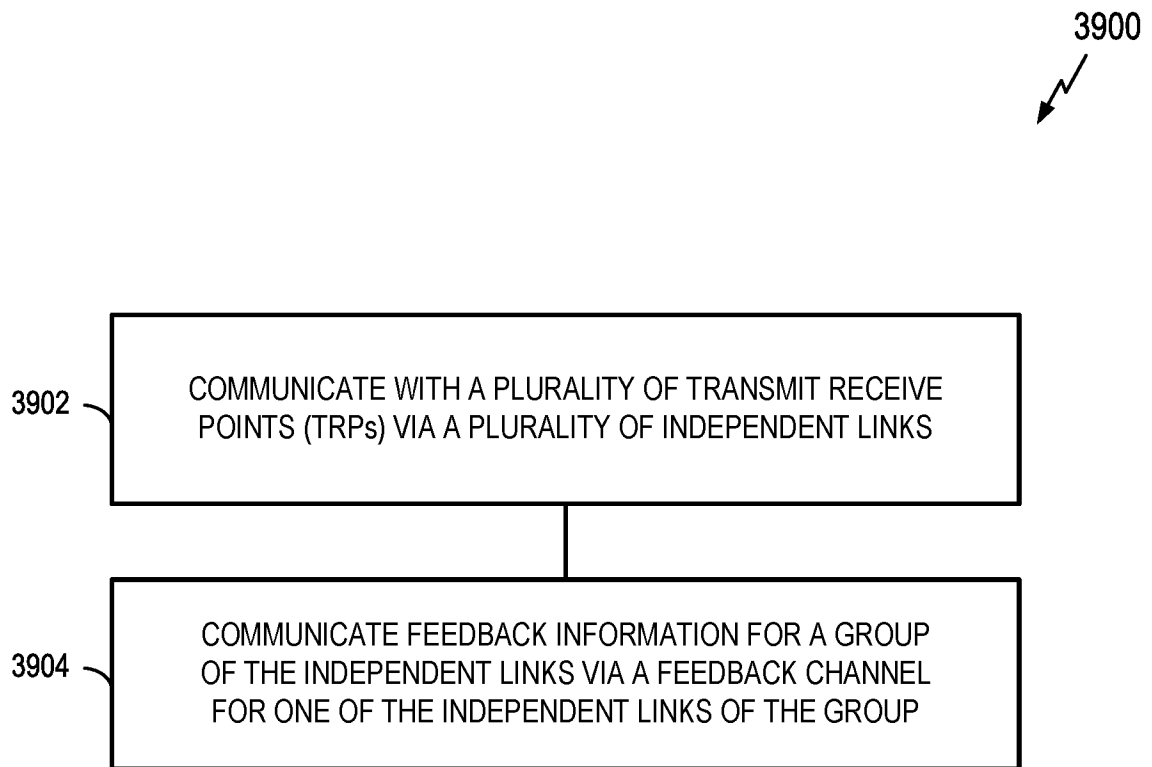 3900
3902
COMMUNICATE WITH A PLURALITY OF TRANSMIT RECEIVE
POINTS (TRPs) VIA A PLURALITY OF INDEPENDENT LINKS
3904
COMMUNICATE FEEDBACK INFORMATION FOR A GROUP
OF THE INDEPENDENT LINKS VIA A FEEDBACK CHANNEL
FOR ONE OF THE INDEPENDENT LINKS OF THE GROUP